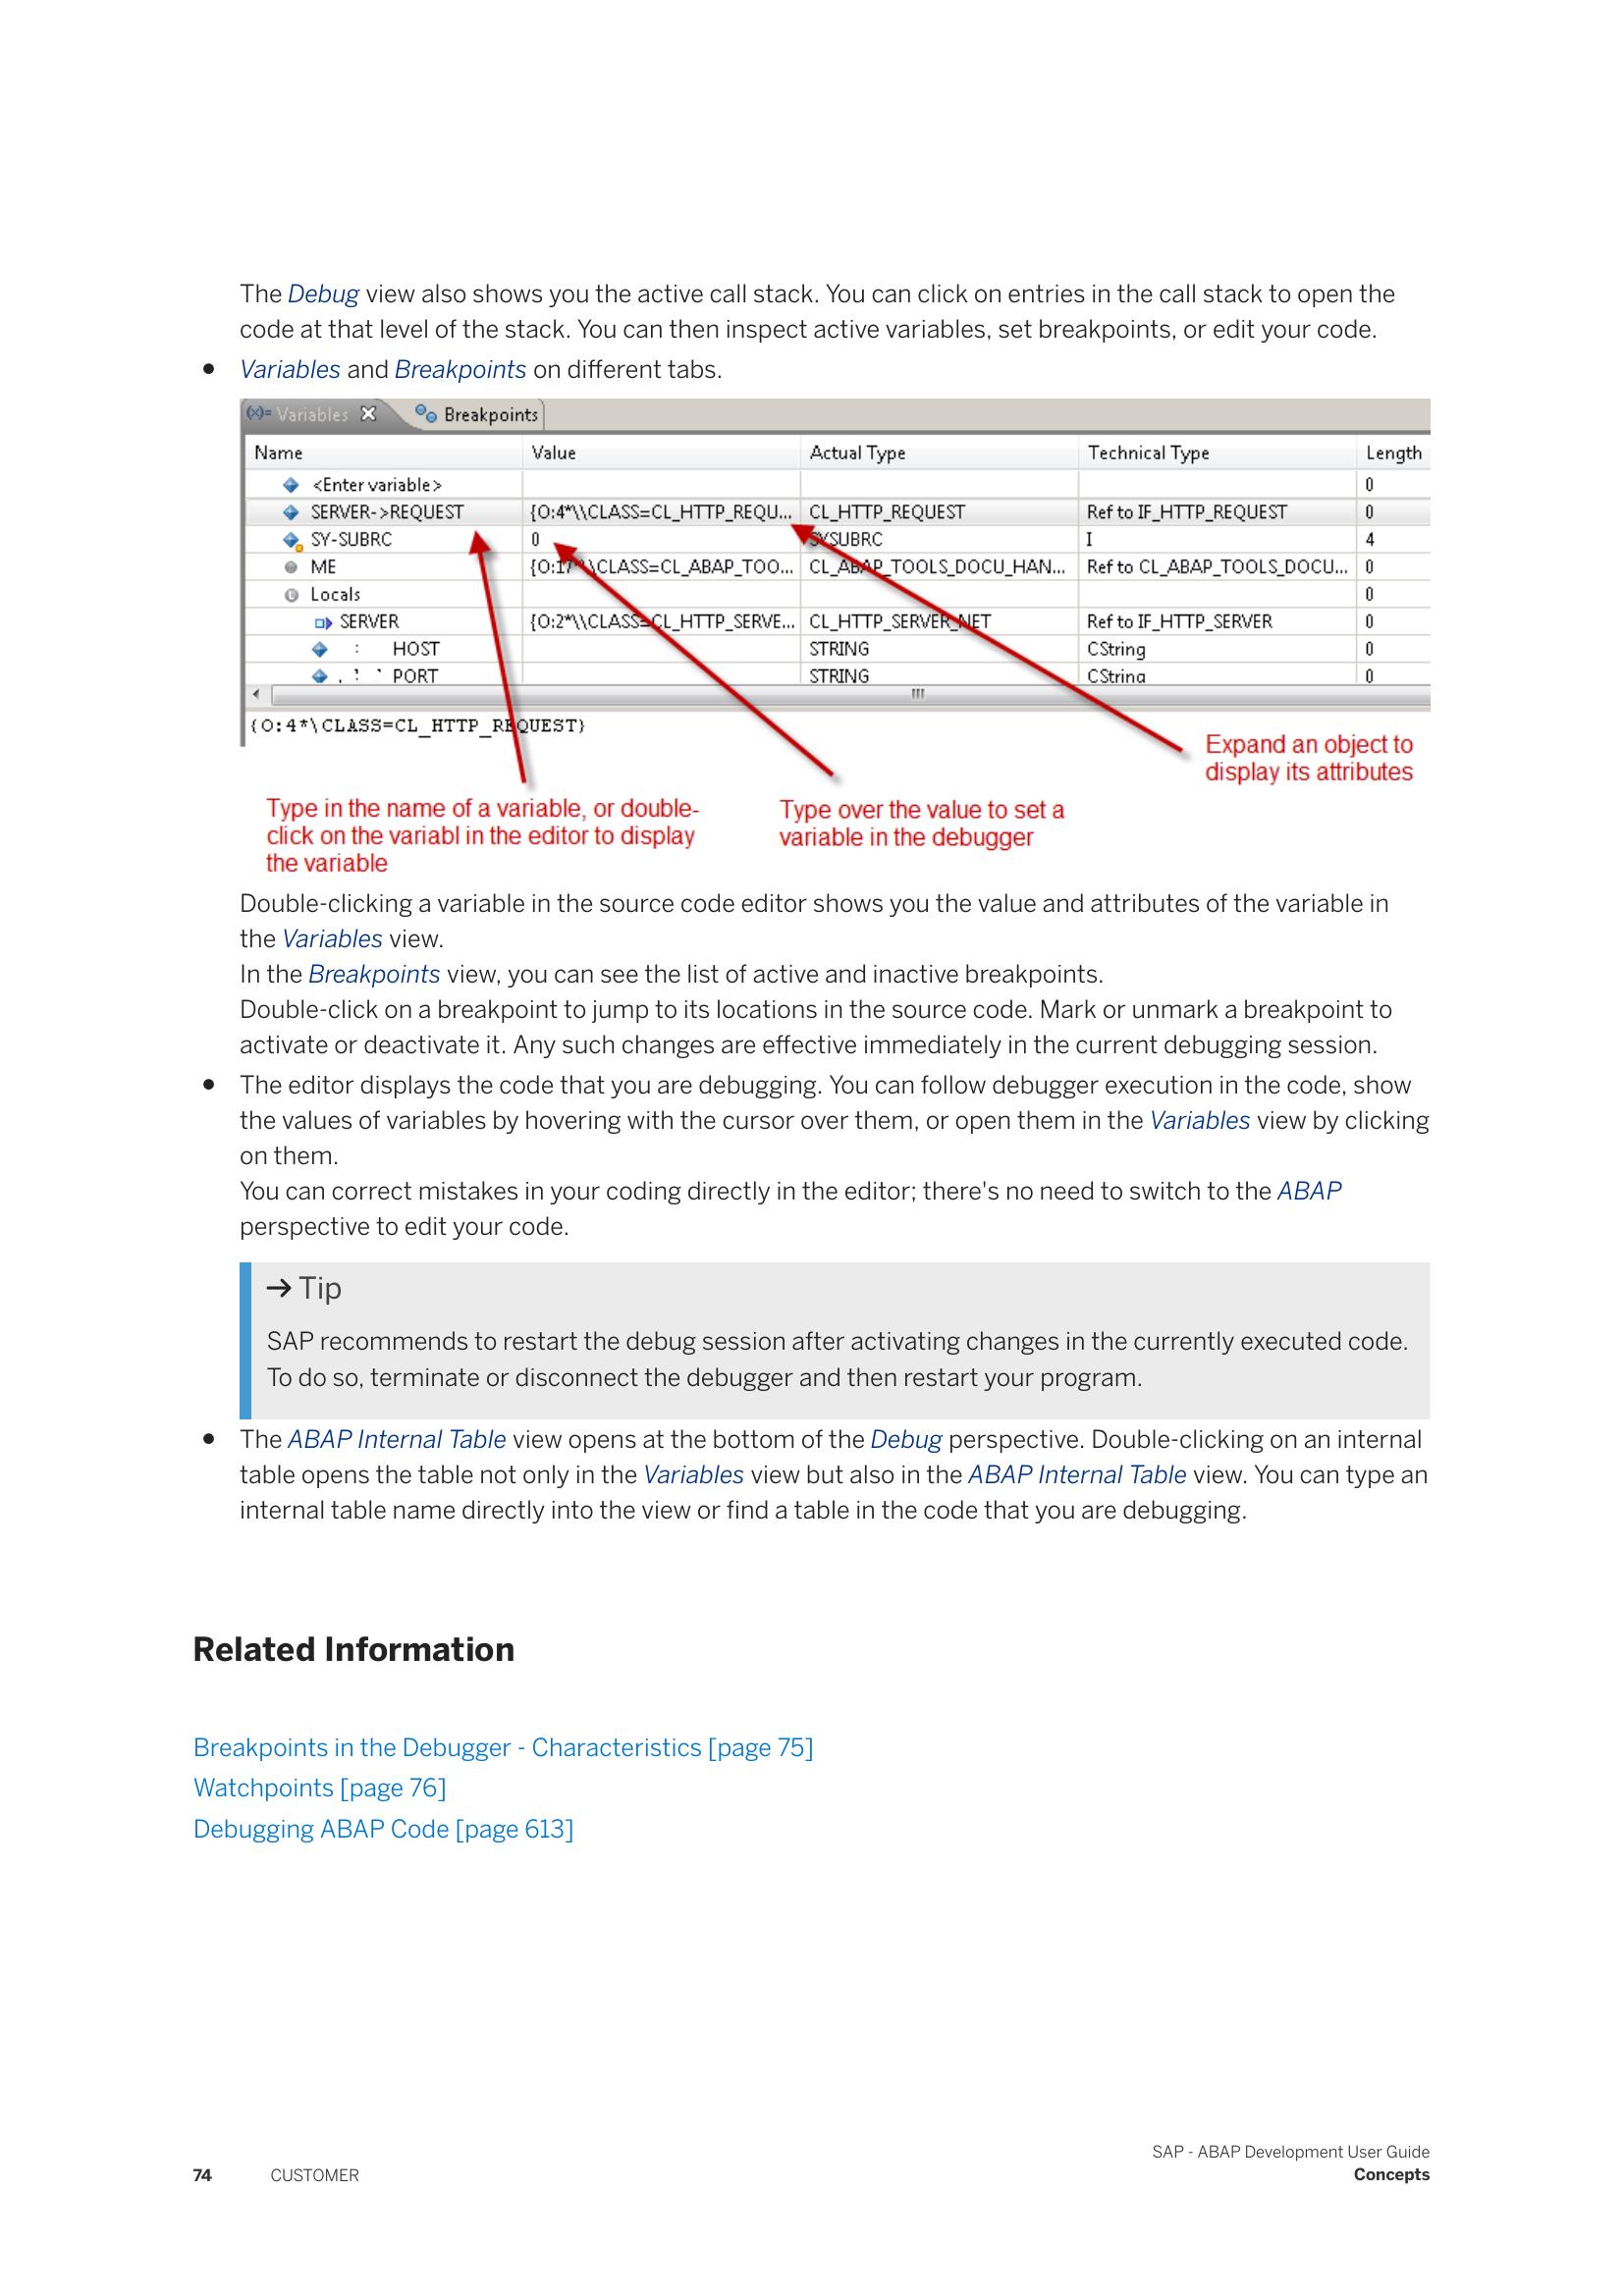 The Debug view also shows you the active call stack. You can click on entries in the call stack to open the
code at that level of the stack. You can then inspect active variables, set breakpoints, or edit your code.
• Variables and Breakpoints on different tabs.
(x)= Variables Breakpoints
Name Value Actual Type Technical Type Length
<Enter variable> 0
SERVER->REQUEST {O:4*\\CLASS=CL_HTTP_REQU... CL_HTTP_REQUEST Ref to IF_HTTP_REQUEST 0
SY-SUBRC 0 SYSUBRC I 4
ME {O:17*\\CLASS=CL_ABAP_TOO... CL_ABAP_TOOLS_DOCU_HAN... Ref to CL_ABAP_TOOLS_DOCU... 0
Locals 0
SERVER {O:2*\\CLASS=CL_HTTP_SERVE... CL_HTTP_SERVER_NET Ref to IF_HTTP_SERVER 0
HOST STRING CString 0
PORT STRING CString 0
{O:4*\CLASS=CL_HTTP_REQUEST}
Expand an object to
display its attributes
Type in the name of a variable, or double-
click on the variabl in the editor to display
the variable
Type over the value to set a
variable in the debugger
Double-clicking a variable in the source code editor shows you the value and attributes of the variable in
the Variables view.
In the Breakpoints view, you can see the list of active and inactive breakpoints.
Double-click on a breakpoint to jump to its locations in the source code. Mark or unmark a breakpoint to
activate or deactivate it. Any such changes are effective immediately in the current debugging session.
• The editor displays the code that you are debugging. You can follow debugger execution in the code, show
the values of variables by hovering with the cursor over them, or open them in the Variables view by clicking
on them.
You can correct mistakes in your coding directly in the editor; there's no need to switch to the ABAP
perspective to edit your code.
→ Tip
SAP recommends to restart the debug session after activating changes in the currently executed code.
To do so, terminate or disconnect the debugger and then restart your program.
• The ABAP Internal Table view opens at the bottom of the Debug perspective. Double-clicking on an internal
table opens the table not only in the Variables view but also in the ABAP Internal Table view. You can type an
internal table name directly into the view or find a table in the code that you are debugging.
Related Information
Breakpoints in the Debugger - Characteristics [page 75]
Watchpoints [page 76]
Debugging ABAP Code [page 613]
SAP - ABAP Development User Guide
74 CUSTOMER Concepts